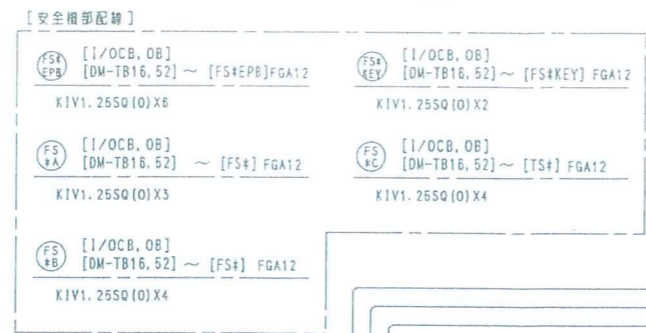 [安全柵部配線]
FS‡
EPB
[I/OCB, OB]
[DM-TB16, 52] ～ [FS‡EPB]FGA12
KIV1. 25SQ(O)X6
FS‡
KEY
[I/OCB, OB]
[DM-TB16, 52]～ [FS‡KEY] FGA12
KIV1. 25SQ(O)X2
FS
‡A
[I/OCB, OB]
[DM-TB16, 52] ～ [FS‡] FGA12
KIV1. 25SQ(O)X3
FS
‡C
[I/OCB, OB]
[DM-TB16, 52]～ [TS‡] FGA12
KIV1. 25SQ(O)X4
FS
‡B
[I/OCB, OB]
[DM-TB16, 52] ～ [FS‡] FGA12
KIV1. 25SQ(O)X4